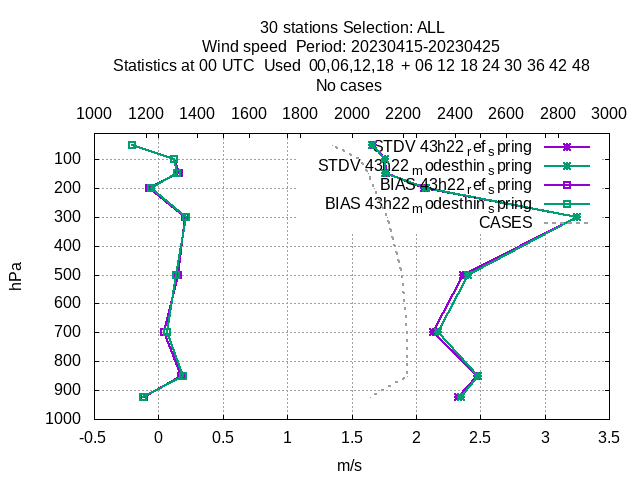 30 stations Selection: ALL
Wind speed  Period: 20230415-20230425
Statistics at 00 UTC  Used  00,06,12,18  + 06 12 18 24 30 36 42 48
No cases
1000 1200 1400 1600 1800 2000 2200 2400 2600 2800 3000
STDV 43h22_ref_spring
STDV 43h22_modesthin_spring
BIAS 43h22_ref_spring
BIAS 43h22_modesthin_spring
CASES
100
200
300
400
500
600
700
800
900
1000
hPa
-0.5 0 0.5 1 1.5 2 2.5 3 3.5
m/s